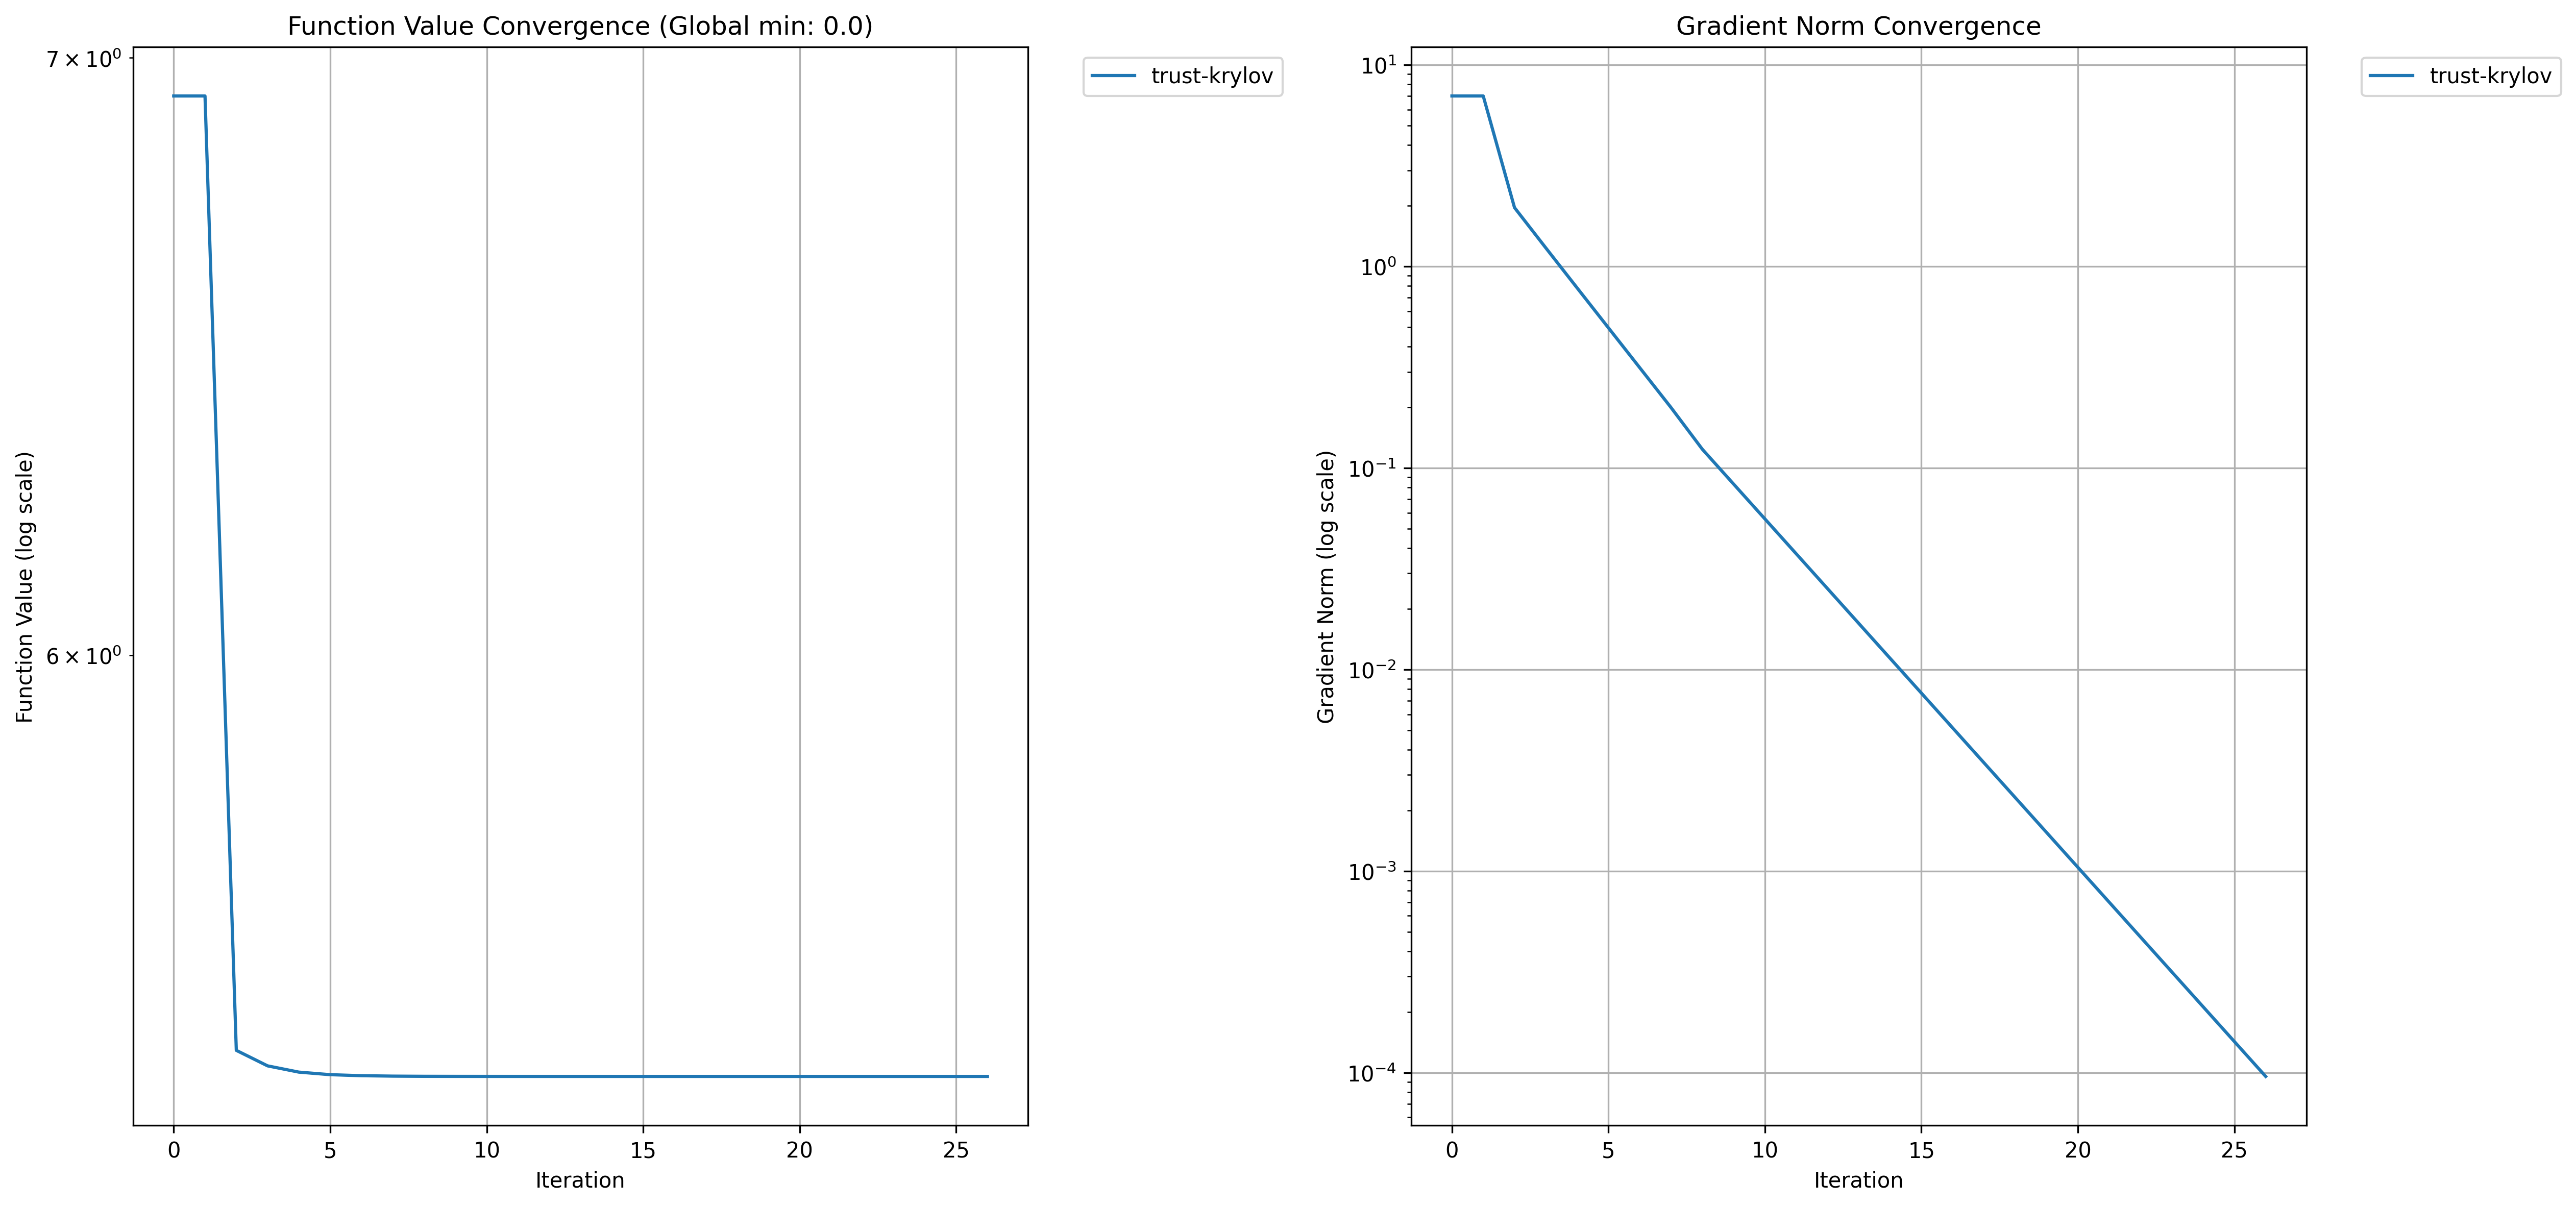 Function Value Convergence (Global min: 0.0)
7 × 10⁰
6 × 10⁰
Function Value (log scale)
0 5 10 15 20 25
Iteration
trust-krylov
Gradient Norm Convergence
10¹
10⁰
10⁻¹
10⁻²
10⁻³
10⁻⁴
Gradient Norm (log scale)
0 5 10 15 20 25
Iteration
trust-krylov